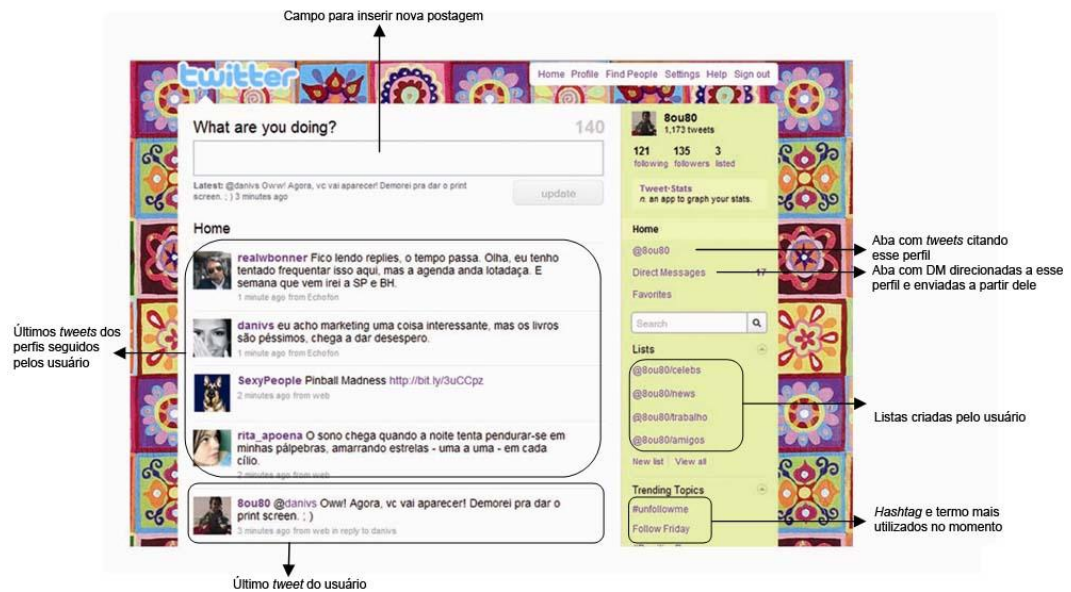 Campo para inserir nova postagem
twitter
Home Profile Find People Settings Help Sign out
What are you doing? 140
Latest: @danivs Oww! Agora, vc vai aparecer! Demorei pra dar o print
screen. ; ) 3 minutes ago
update
Home
realwbonner Fico lendo replies, o tempo passa. Olha, eu tenho
tentado frequentar isso aqui, mas a agenda anda lotadaça. E
semana que vem irei a SP e BH.
1 minute ago from Echofon
danivs eu acho marketing uma coisa interessante, mas os livros
são péssimos, chega a dar desespero.
1 minute ago from Echofon
SexyPeople Pinball Madness http://bit.ly/3uCCpz
2 minutes ago from web
rita_apoena O sono chega quando a noite tenta pendurar-se em
minhas pálpebras, amarrando estrelas - uma a uma - em cada
cílio.
2 minutes ago from web
8ou80 @danivs Oww! Agora, vc vai aparecer! Demorei pra dar o
print screen. ; )
3 minutes ago from web in reply to danivs
8ou80
1,173 tweets
121 135 3
following followers listed
Tweet·Stats
n. an app to graph your stats.
Home
@8ou80
Direct Messages 17
Favorites
Search
Lists
@8ou80/celebs
@8ou80/news
@8ou80/trabalho
@8ou80/amigos
New list View all
Trending Topics
#unfollowme
Follow Friday
Últimos tweets dos
perfis seguidos
pelos usuário
Aba com tweets citando
esse perfil
Aba com DM direcionadas a esse
perfil e enviadas a partir dele
Listas criadas pelo usuário
Hashtag e termo mais
utilizados no momento
Último tweet do usuário